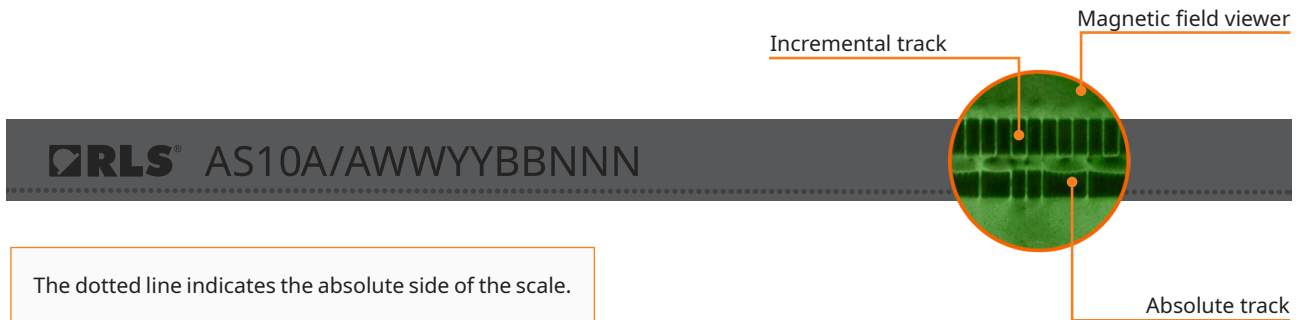 Magnetic field viewer
Incremental track
RLS® AS10A/AWWYYBBNNN
The dotted line indicates the absolute side of the scale.
Absolute track